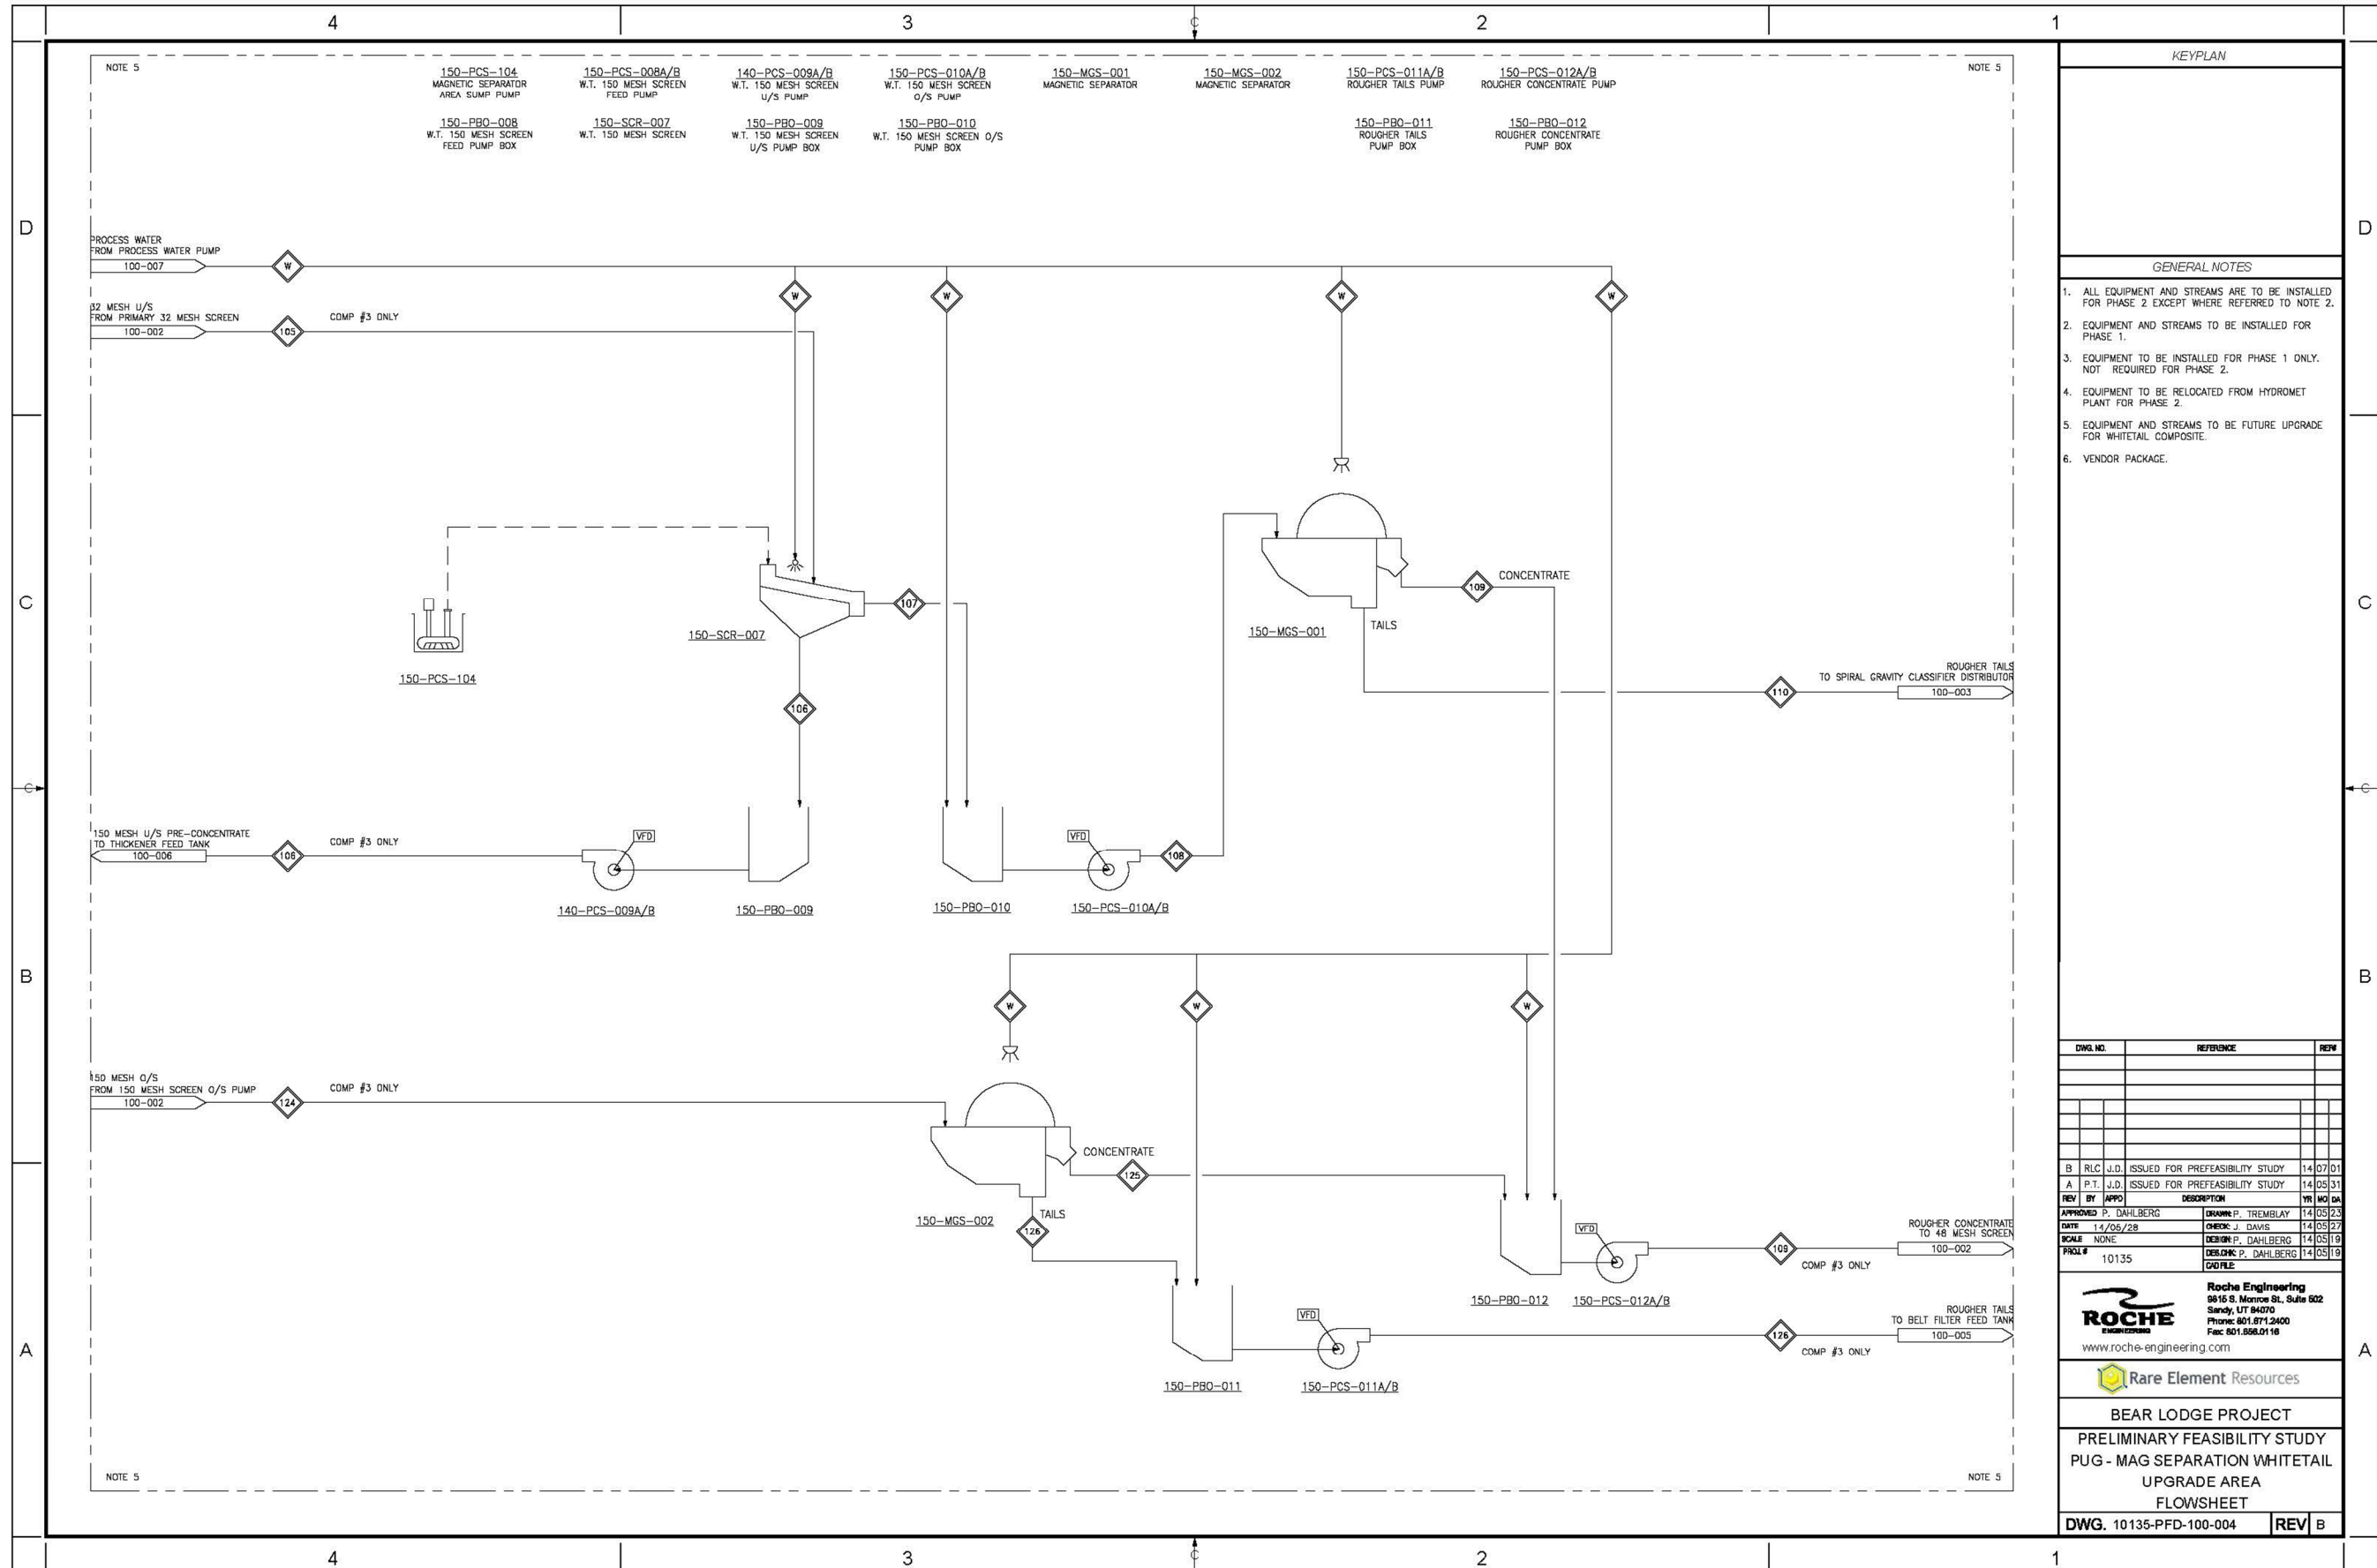 4
3
2
1
NOTE 5
150-PCS-104
MAGNETIC SEPARATOR
AREA SUMP PUMP
150-PCS-008A/B
W.T. 150 MESH SCREEN
FEED PUMP
140-PCS-009A/B
W.T. 150 MESH SCREEN
U/S PUMP
150-PCS-010A/B
W.T. 150 MESH SCREEN
O/S PUMP
150-MGS-001
MAGNETIC SEPARATOR
150-MGS-002
MAGNETIC SEPARATOR
150-PCS-011A/B
ROUGHER TAILS PUMP
150-PCS-012A/B
ROUGHER CONCENTRATE PUMP
NOTE 5
150-PBO-008
W.T. 150 MESH SCREEN
FEED PUMP BOX
150-SCR-007
W.T. 150 MESH SCREEN
150-PBO-009
W.T. 150 MESH SCREEN
U/S PUMP BOX
150-PBO-010
W.T. 150 MESH SCREEN O/S
PUMP BOX
150-PBO-011
ROUGHER TAILS
PUMP BOX
150-PBO-012
ROUGHER CONCENTRATE
PUMP BOX
D
D
PROCESS WATER
FROM PROCESS WATER PUMP
100-007
W
W
W
W
W
32 MESH U/S
FROM PRIMARY 32 MESH SCREEN
100-002
105
COMP #3 ONLY
C
C
150-PCS-104
150-SCR-007
107
106
150-MGS-001
109
CONCENTRATE
TAILS
ROUGHER TAILS
TO SPIRAL GRAVITY CLASSIFIER DISTRIBUTOR
110
100-003
150 MESH U/S PRE-CONCENTRATE
TO THICKENER FEED TANK
100-006
106
COMP #3 ONLY
VFD
140-PCS-009A/B
150-PBO-009
150-PBO-010
VFD
108
150-PCS-010A/B
B
B
W
W
W
150 MESH O/S
FROM 150 MESH SCREEN O/S PUMP
100-002
124
COMP #3 ONLY
150-MGS-002
CONCENTRATE
125
TAILS
126
VFD
150-PBO-012
150-PCS-012A/B
109
COMP #3 ONLY
ROUGHER CONCENTRATE
TO 48 MESH SCREEN
100-002
VFD
150-PBO-011
150-PCS-011A/B
126
COMP #3 ONLY
ROUGHER TAILS
TO BELT FILTER FEED TANK
100-005
A
A
NOTE 5
NOTE 5
KEYPLAN
GENERAL NOTES
1. ALL EQUIPMENT AND STREAMS ARE TO BE INSTALLED
FOR PHASE 2 EXCEPT WHERE REFERRED TO NOTE 2.
2. EQUIPMENT AND STREAMS TO BE INSTALLED FOR
PHASE 1.
3. EQUIPMENT TO BE INSTALLED FOR PHASE 1 ONLY.
NOT REQUIRED FOR PHASE 2.
4. EQUIPMENT TO BE RELOCATED FROM HYDROMET
PLANT FOR PHASE 2.
5. EQUIPMENT AND STREAMS TO BE FUTURE UPGRADE
FOR WHITETAIL COMPOSITE.
6. VENDOR PACKAGE.
DWG. NO. REFERENCE REF#
B RLC J.D. ISSUED FOR PREFEASIBILITY STUDY 14 07 01
A P.T. J.D. ISSUED FOR PREFEASIBILITY STUDY 14 05 31
REV BY APPD DESCRIPTION YR MO DA
APPROVED P. DAHLBERG DRAWN: P. TREMBLAY 14 05 23
DATE 14/05/28 CHECK: J. DAVIS 14 05 27
SCALE NONE DESIGN: P. DAHLBERG 14 05 19
PROJ. # 10135 DES.CHK: P. DAHLBERG 14 05 19
CAD FILE:
ROCHE
ENGINEERING
Roche Engineering
9815 S. Monroe St., Suite 502
Sandy, UT 84070
Phone: 801.871.2400
Fax: 801.856.0116
www.roche-engineering.com
Rare Element Resources
BEAR LODGE PROJECT
PRELIMINARY FEASIBILITY STUDY
PUG - MAG SEPARATION WHITETAIL
UPGRADE AREA
FLOWSHEET
DWG. 10135-PFD-100-004 REV B
4
3
2
1